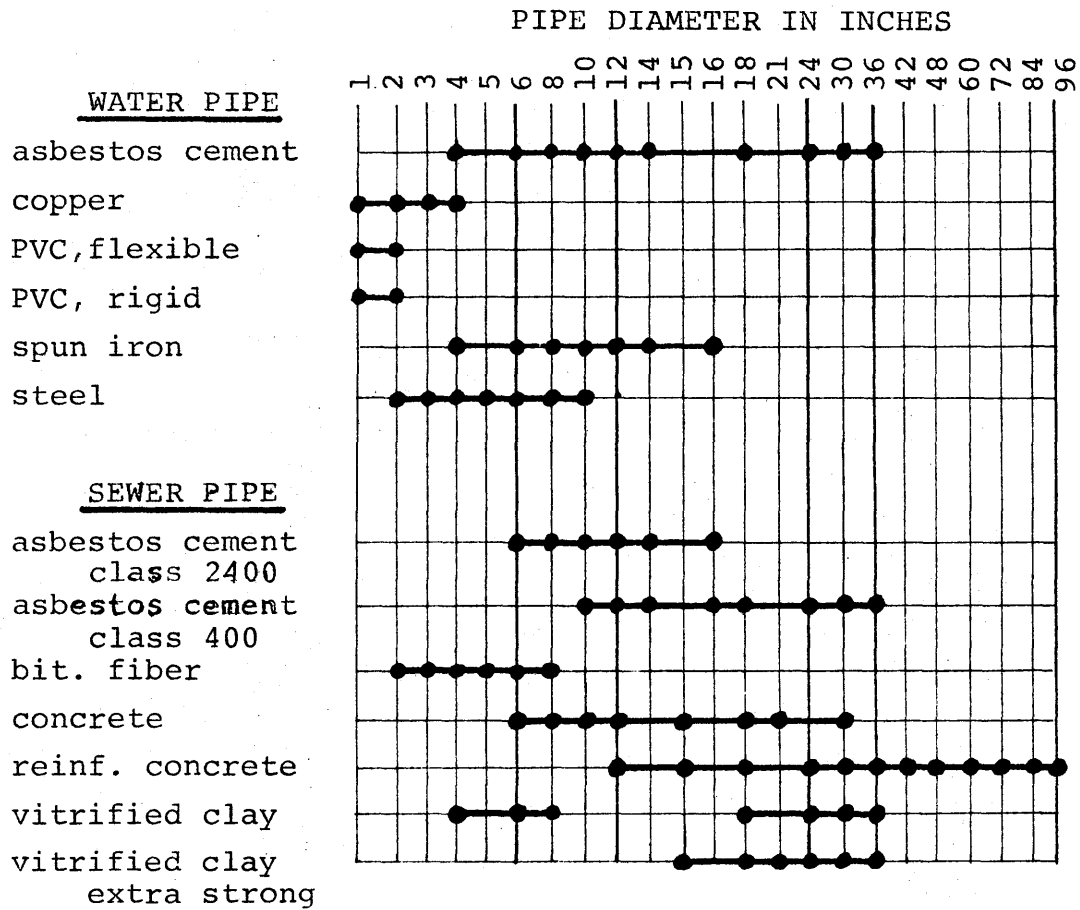 PIPE DIAMETER IN INCHES
1 2 3 4 5 6 8 10 12 14 15 16 18 21 24 30 36 42 48 60 72 84 96
WATER PIPE
asbestos cement
copper
PVC,flexible
PVC, rigid
spun iron
steel
SEWER PIPE
asbestos cement
class 2400
asbestos cement
class 400
bit. fiber
concrete
reinf. concrete
vitrified clay
vitrified clay
extra strong